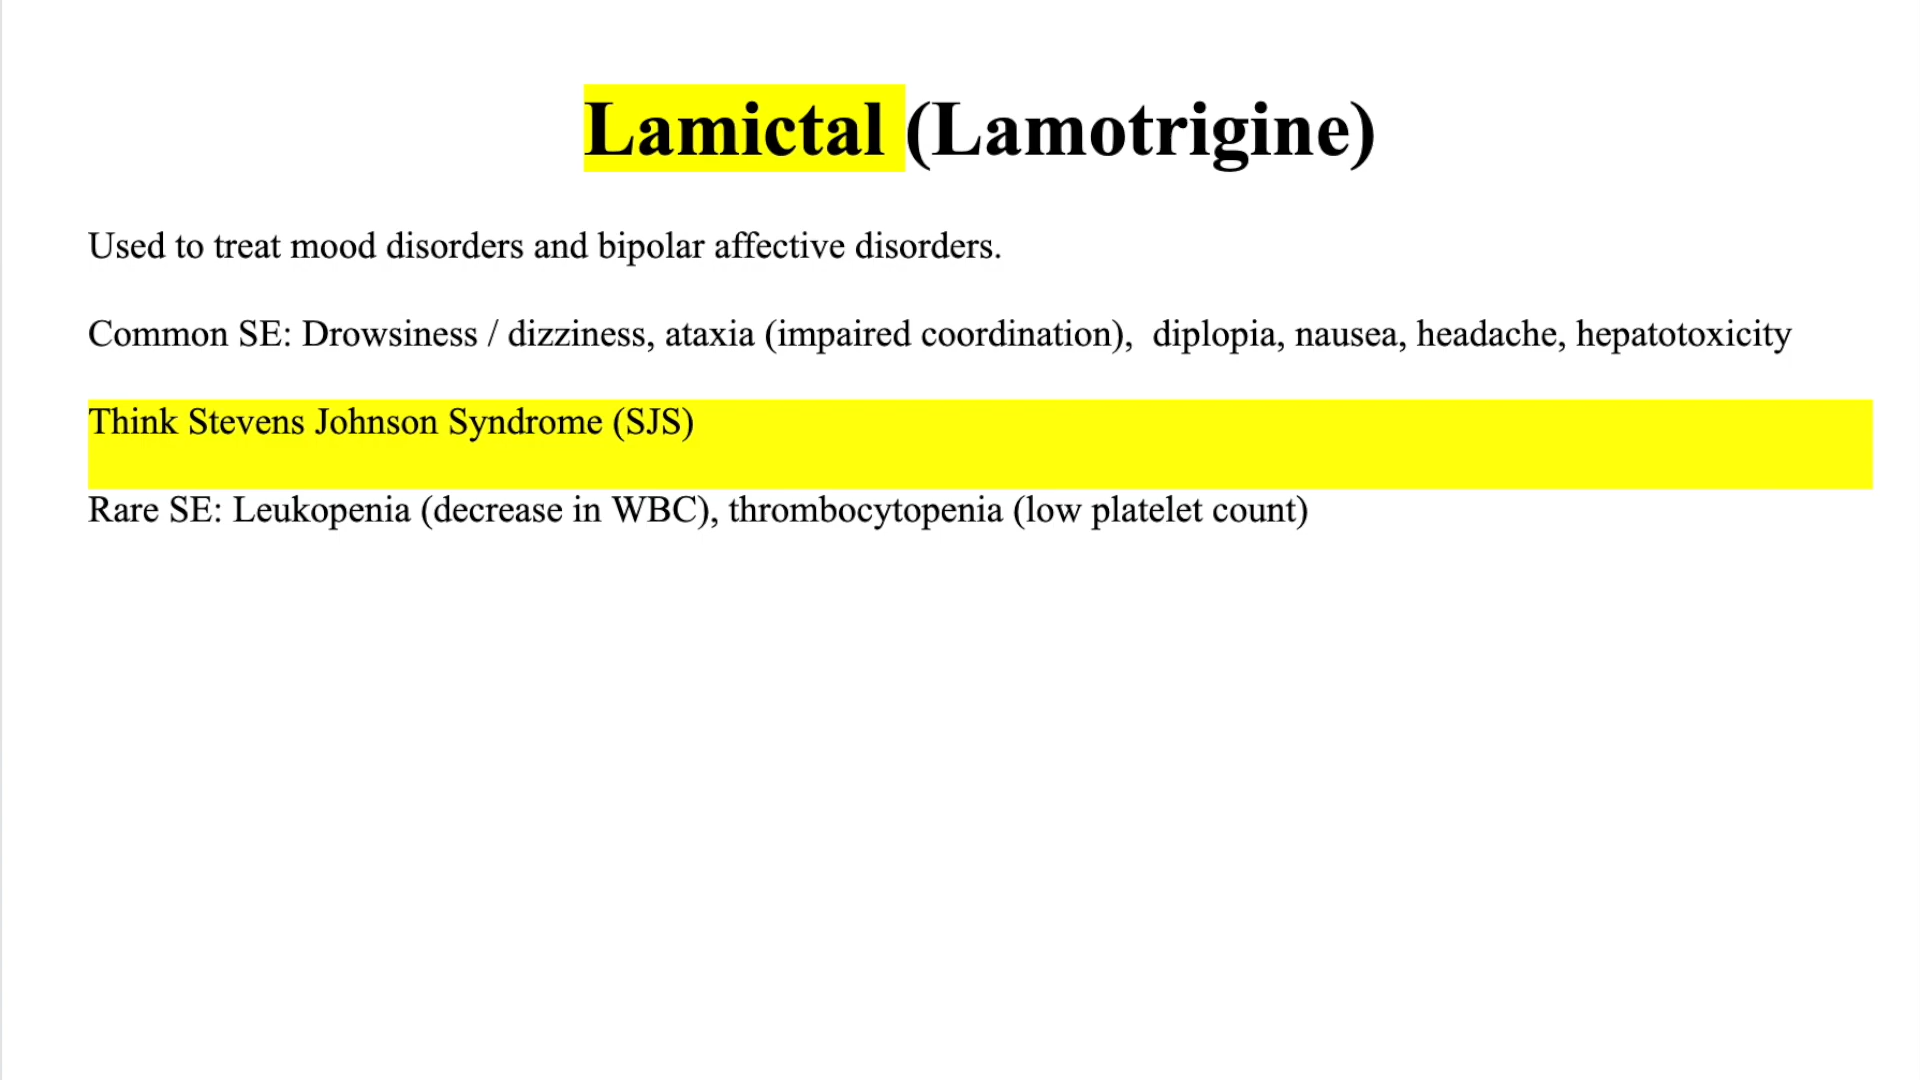 Lamictal (Lamotrigine)
Used to treat mood disorders and bipolar affective disorders.
Common SE: Drowsiness / dizziness, ataxia (impaired coordination),  diplopia, nausea, headache, hepatotoxicity
Think Stevens Johnson Syndrome (SJS)
Rare SE: Leukopenia (decrease in WBC), thrombocytopenia (low platelet count)